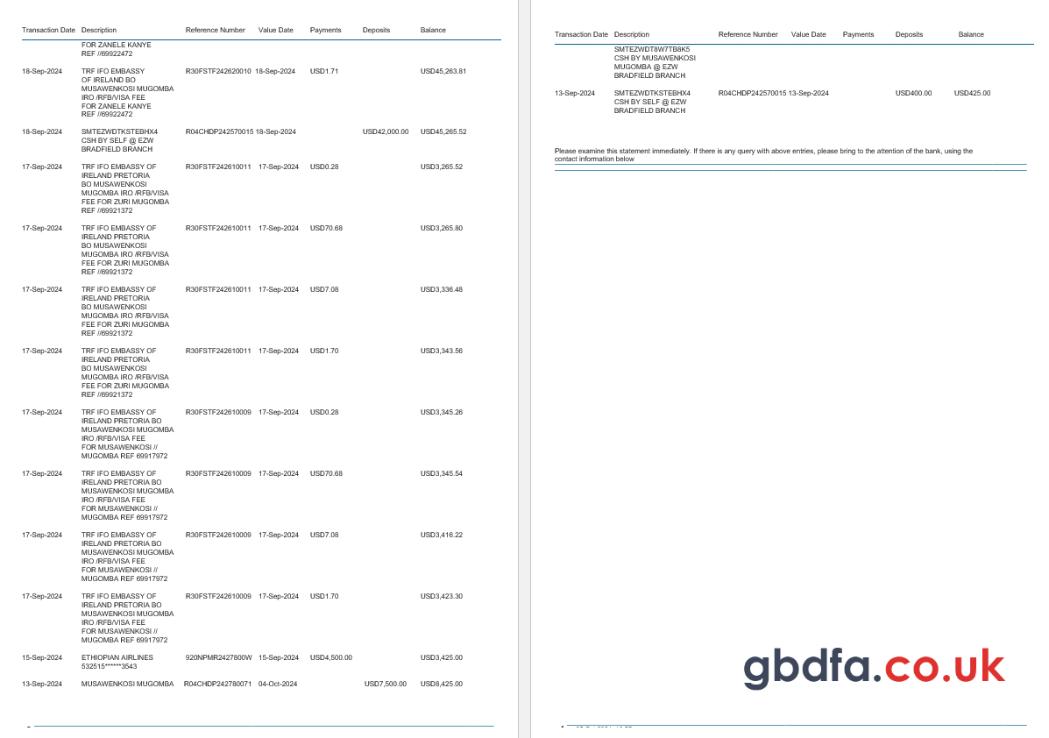 Transaction Date Description Reference Number Value Date Payments Deposits Balance
FOR ZANELE KANYE
REF //69922472
18-Sep-2024 TRF IFO EMBASSY R30FSTF242620010 18-Sep-2024 USD1.71 USD45,263.81
OF IRELAND BO
MUSAWENKOSI MUGOMBA
IRO /RFB/VISA FEE
FOR ZANELE KANYE
REF //69922472
18-Sep-2024 SMTEZWDTKSTEBHX4 R04CHDP242570015 18-Sep-2024 USD42,000.00 USD45,265.52
CSH BY SELF @ EZW
BRADFIELD BRANCH
17-Sep-2024 TRF IFO EMBASSY OF R30FSTF242610011 17-Sep-2024 USD0.28 USD3,265.52
IRELAND PRETORIA
BO MUSAWENKOSI
MUGOMBA IRO /RFB/VISA
FEE FOR ZURI MUGOMBA
REF //69921372
17-Sep-2024 TRF IFO EMBASSY OF R30FSTF242610011 17-Sep-2024 USD70.68 USD3,265.80
IRELAND PRETORIA
BO MUSAWENKOSI
MUGOMBA IRO /RFB/VISA
FEE FOR ZURI MUGOMBA
REF //69921372
17-Sep-2024 TRF IFO EMBASSY OF R30FSTF242610011 17-Sep-2024 USD7.08 USD3,336.48
IRELAND PRETORIA
BO MUSAWENKOSI
MUGOMBA IRO /RFB/VISA
FEE FOR ZURI MUGOMBA
REF //69921372
17-Sep-2024 TRF IFO EMBASSY OF R30FSTF242610011 17-Sep-2024 USD1.70 USD3,343.56
IRELAND PRETORIA
BO MUSAWENKOSI
MUGOMBA IRO /RFB/VISA
FEE FOR ZURI MUGOMBA
REF //69921372
17-Sep-2024 TRF IFO EMBASSY OF R30FSTF242610009 17-Sep-2024 USD0.28 USD3,345.26
IRELAND PRETORIA BO
MUSAWENKOSI MUGOMBA
IRO /RFB/VISA FEE
FOR MUSAWENKOSI //
MUGOMBA REF 69917972
17-Sep-2024 TRF IFO EMBASSY OF R30FSTF242610009 17-Sep-2024 USD70.68 USD3,345.54
IRELAND PRETORIA BO
MUSAWENKOSI MUGOMBA
IRO /RFB/VISA FEE
FOR MUSAWENKOSI //
MUGOMBA REF 69917972
17-Sep-2024 TRF IFO EMBASSY OF R30FSTF242610009 17-Sep-2024 USD7.08 USD3,416.22
IRELAND PRETORIA BO
MUSAWENKOSI MUGOMBA
IRO /RFB/VISA FEE
FOR MUSAWENKOSI //
MUGOMBA REF 69917972
17-Sep-2024 TRF IFO EMBASSY OF R30FSTF242610009 17-Sep-2024 USD1.70 USD3,423.30
IRELAND PRETORIA BO
MUSAWENKOSI MUGOMBA
IRO /RFB/VISA FEE
FOR MUSAWENKOSI //
MUGOMBA REF 69917972
15-Sep-2024 ETHIOPIAN AIRLINES 920NPMR2427800W 15-Sep-2024 USD4,500.00 USD3,425.00
532515******3543
13-Sep-2024 MUSAWENKOSI MUGOMBA R04CHDP242780071 04-Oct-2024 USD7,500.00 USD8,425.00
Transaction Date Description Reference Number Value Date Payments Deposits Balance
SMTEZWDT8W7TB8K5
CSH BY MUSAWENKOSI
MUGOMBA @ EZW
BRADFIELD BRANCH
13-Sep-2024 SMTEZWDTKSTEBHX4 R04CHDP242570015 13-Sep-2024 USD400.00 USD425.00
CSH BY SELF @ EZW
BRADFIELD BRANCH
Please examine this statement immediately. If there is any query with above entries, please bring to the attention of the bank, using the
contact information below
gbdfa.co.uk